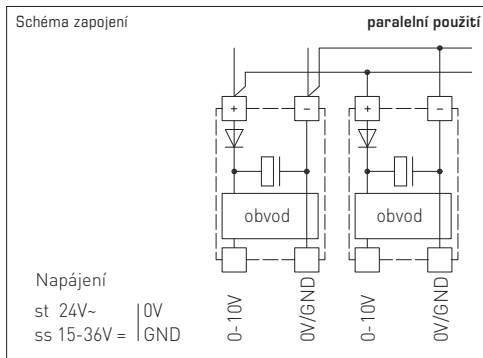 Schéma zapojení
paralelní použití
+
−
+
−
obvod
obvod
Napájení
st 24V~ 0V
ss 15-36V = GND
0-10V
0V/GND
0-10V
0V/GND